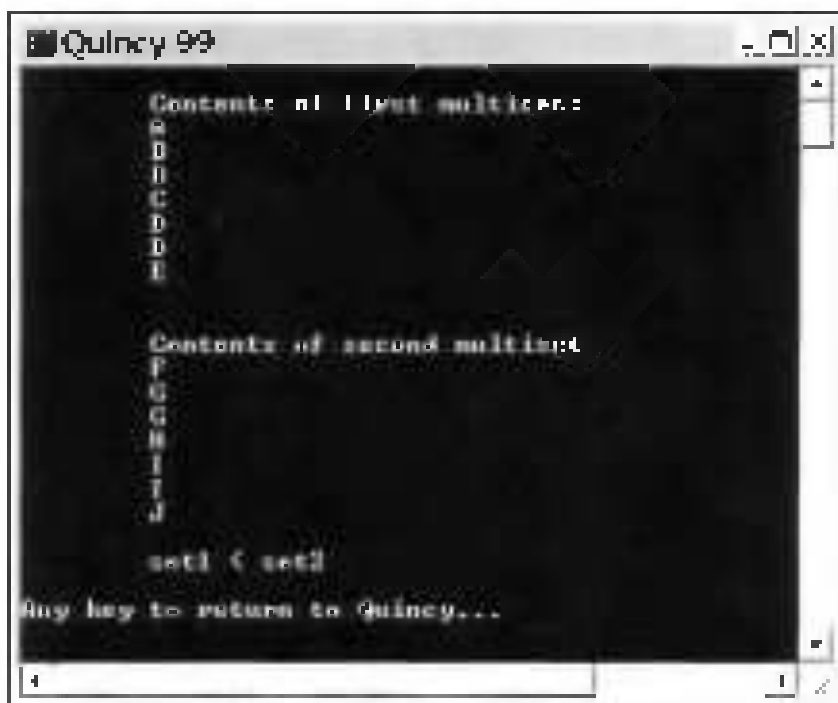 Quincy 99
Contents of first multiset
A
B
B
C
D
D
E
Contents of second multiset
F
G
G
H
I
I
J
set1 < set2
Any key to return to Quincy...